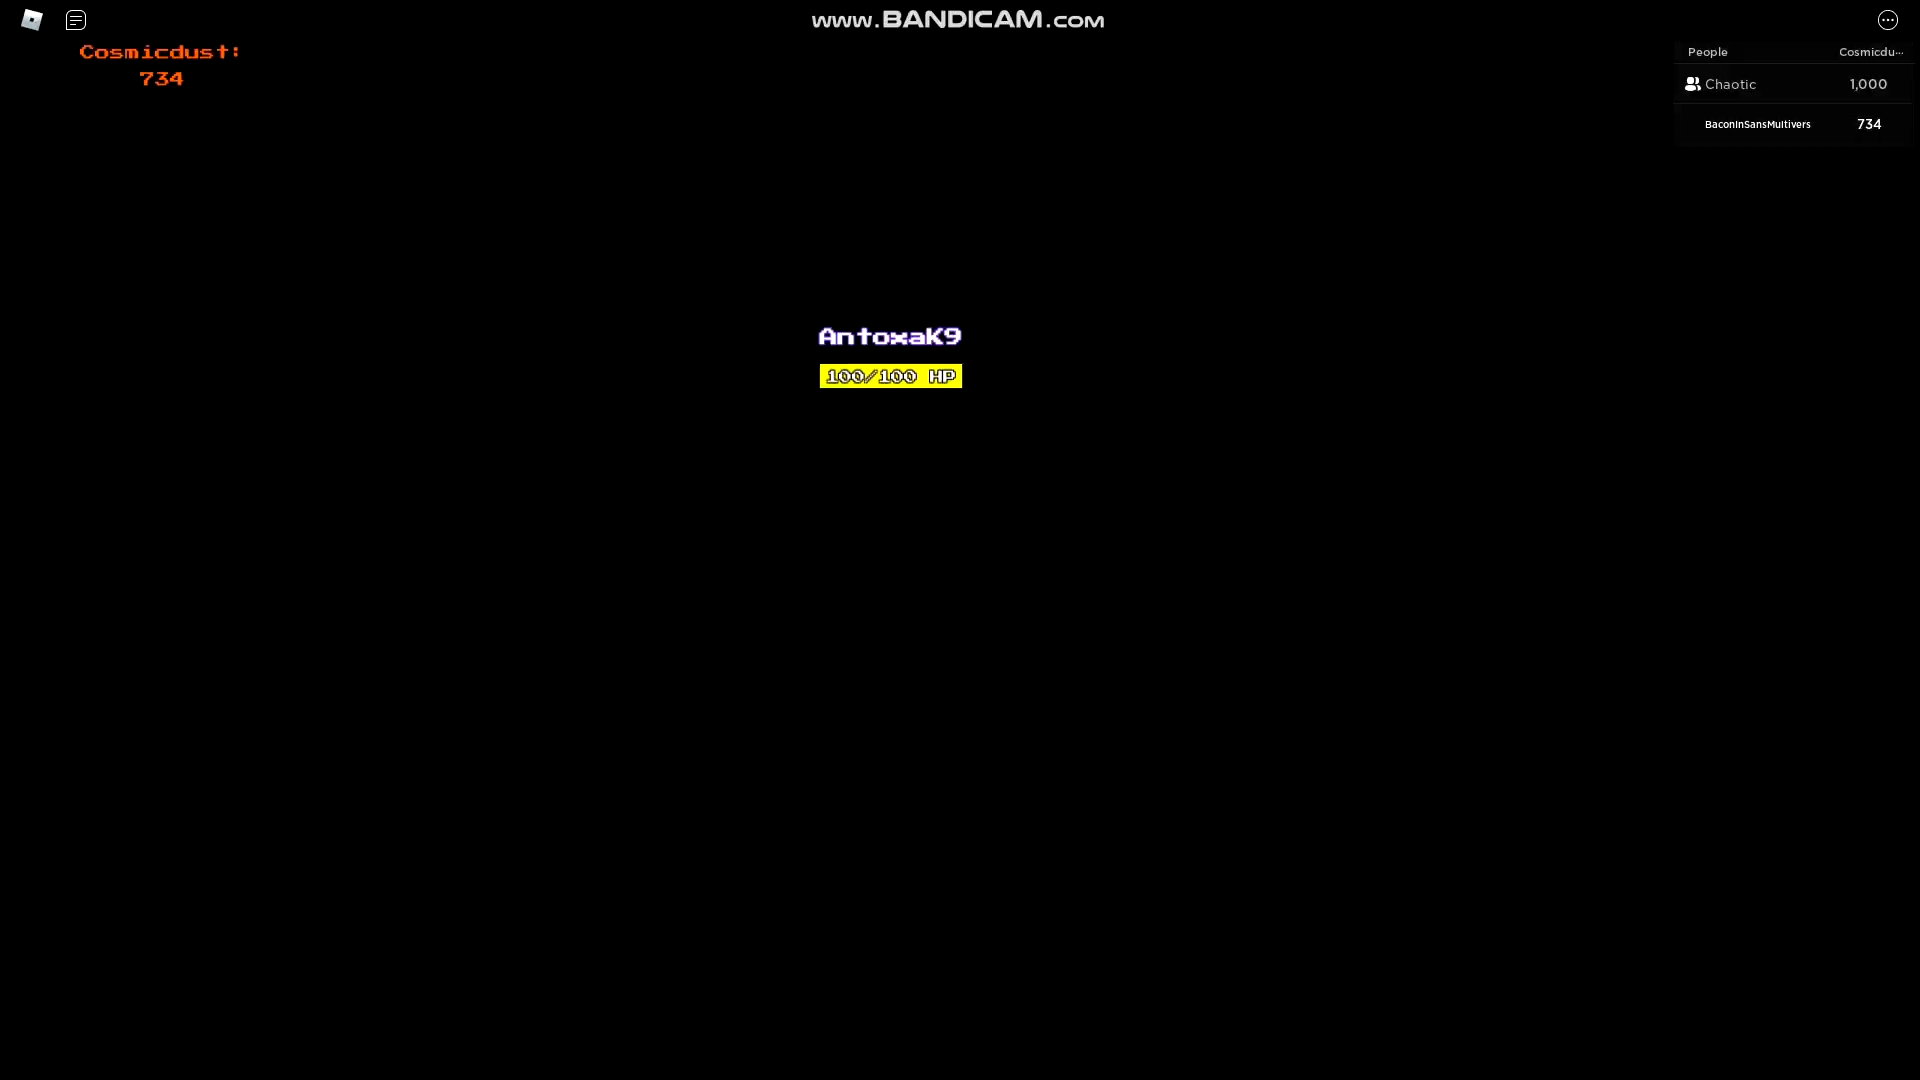 www.BANDICAM.com
Cosmicdust:
734
People Cosmicdu...
Chaotic 1,000
BaconInSansMultivers 734
AntoxaK9
100/100 HP